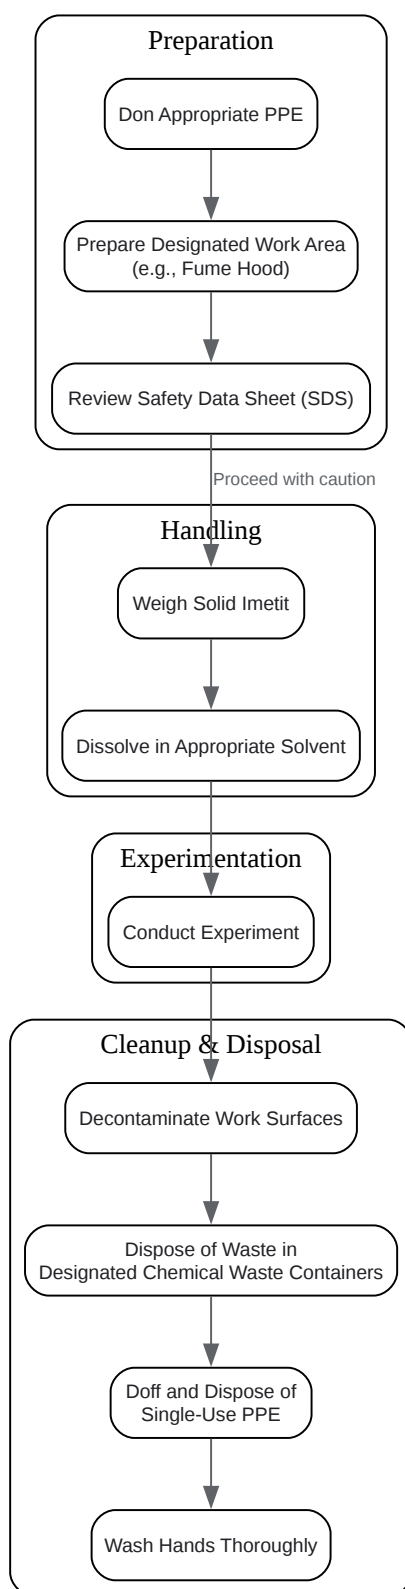 Preparation
Don Appropriate PPE
Prepare Designated Work Area
(e.g., Fume Hood)
Review Safety Data Sheet (SDS)
Proceed with caution
Handling
Weigh Solid Imetit
Dissolve in Appropriate Solvent
Experimentation
Conduct Experiment
Cleanup & Disposal
Decontaminate Work Surfaces
Dispose of Waste in
Designated Chemical Waste Containers
Doff and Dispose of
Single-Use PPE
Wash Hands Thoroughly